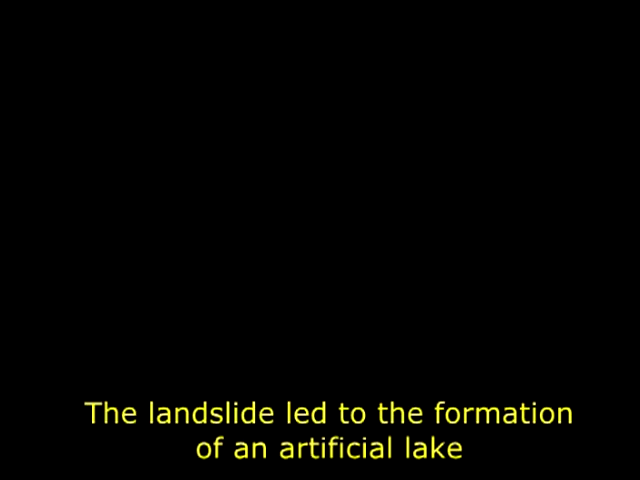 The landslide led to the formation
of an artificial lake